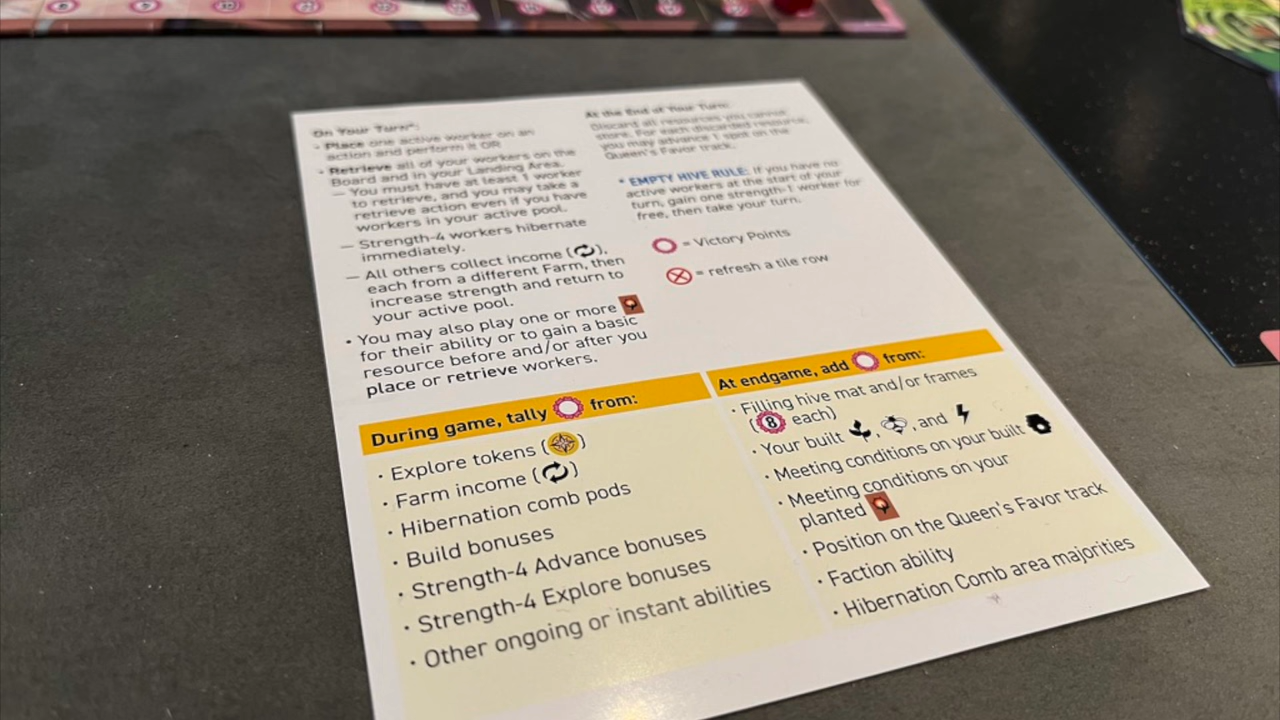 On Your Turn*:
• Place one active worker on an
action and perform it OR
• Retrieve all of your workers on the
Board and in your Landing Area.
— You must have at least 1 worker
to retrieve, and you may take a
retrieve action even if you have
workers in your active pool.
— Strength-4 workers hibernate
immediately.
— All others collect income ( ),
each from a different Farm, then
increase strength and return to
your active pool.
• You may also play one or more
for their ability or to gain a basic
resource before and/or after you
place or retrieve workers.
At the End of Your Turn:
Discard all resources you cannot
store. For each discarded resource,
you may advance 1 spot on the
Queen's Favor track.
* EMPTY HIVE RULE: If you have no
active workers at the start of your
turn, gain one strength-1 worker for
free, then take your turn.
= Victory Points
= refresh a tile row
During game, tally from:
• Explore tokens ( )
• Farm income ( )
• Hibernation comb pods
• Build bonuses
• Strength-4 Advance bonuses
• Strength-4 Explore bonuses
• Other ongoing or instant abilities
At endgame, add from:
• Filling hive mat and/or frames
(8 each)
• Your built , , and
• Meeting conditions on your built
• Meeting conditions on your
planted
• Position on the Queen's Favor track
• Faction ability
• Hibernation Comb area majorities